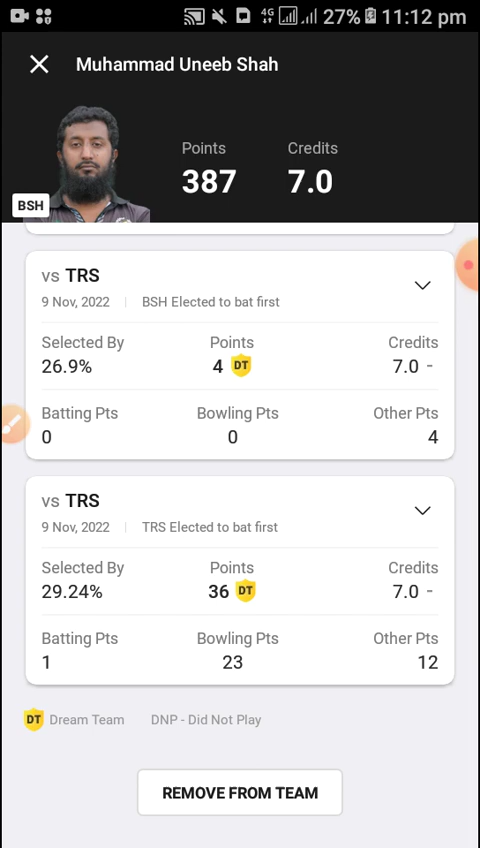 4G 27% 11:12 pm
Muhammad Uneeb Shah
Points Credits
387 7.0
BSH
vs TRS
9 Nov, 2022 | BSH Elected to bat first
Selected By Points Credits
26.9% 4 DT 7.0 -
Batting Pts Bowling Pts Other Pts
0 0 4
vs TRS
9 Nov, 2022 | TRS Elected to bat first
Selected By Points Credits
29.24% 36 DT 7.0 -
Batting Pts Bowling Pts Other Pts
1 23 12
DT Dream Team DNP - Did Not Play
REMOVE FROM TEAM